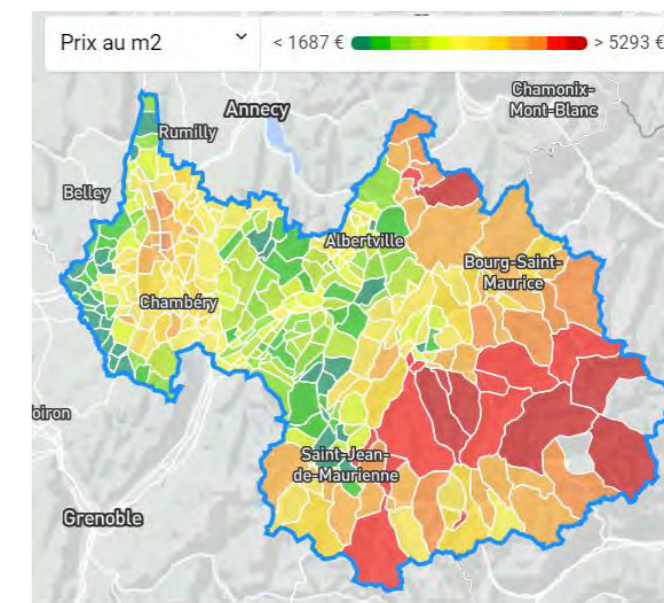 Prix au m2
< 1687 €
> 5293 €
Chamonix-
Mont-Blanc
Annecy
Rumilly
Belley
Albertville
Bourg-Saint-
Maurice
Chambéry
oiron
Saint-Jean-
de-Maurienne
Grenoble